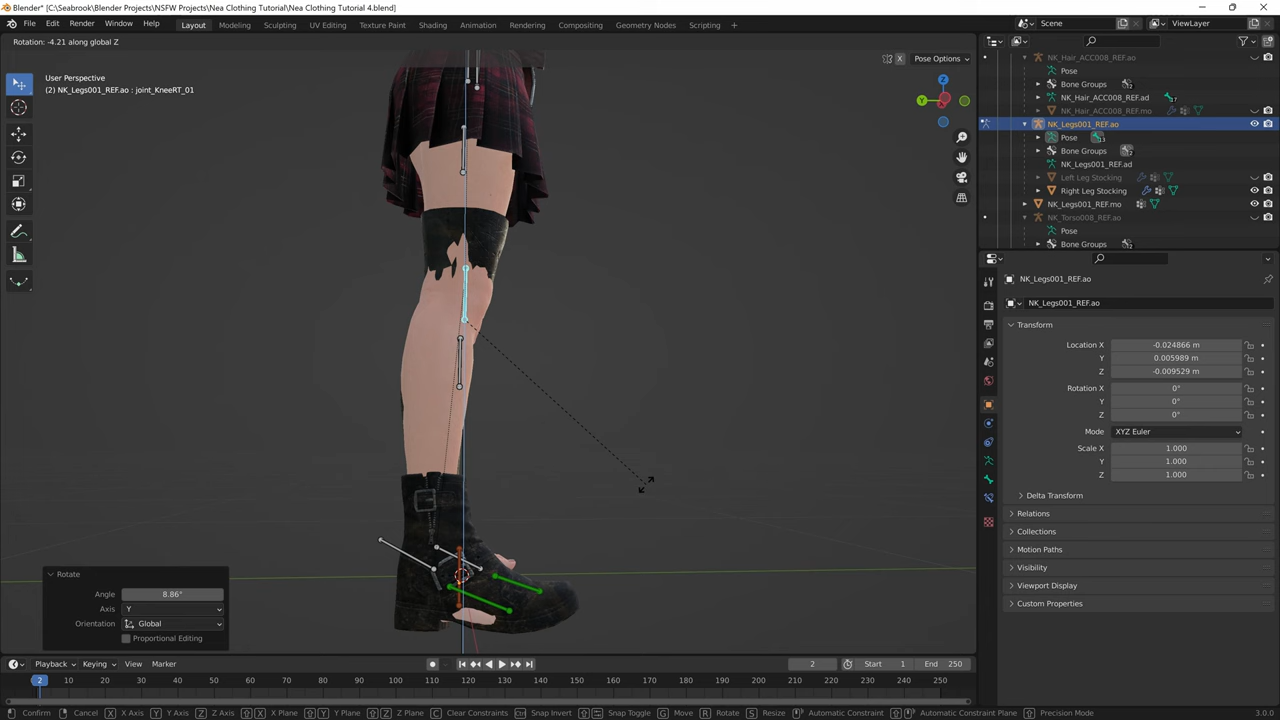 Blender* [C:\Seabrook\Blender Projects\NSFW Projects\Nea Clothing Tutorial\Nea Clothing Tutorial 4.blend]
File Edit Render Window Help Layout Modeling Sculpting UV Editing Texture Paint Shading Animation Rendering Compositing Geometry Nodes Scripting + Scene ViewLayer
Rotation: -4.21 along global Z
X Pose Options
User Perspective
(2) NK_Legs001_REF.ao : joint_KneeRT_01
Z
Y
NK_Hair_ACC008_REF.ao
Pose
Bone Groups
NK_Hair_ACC008_REF.ad
NK_Hair_ACC008_REF.mo
NK_Legs001_REF.ao
Pose
Bone Groups
NK_Legs001_REF.ad
Left Leg Stocking
Right Leg Stocking
NK_Legs001_REF.mo
NK_Torso008_REF.ao
Pose
Bone Groups
NK_Legs001_REF.ao
NK_Legs001_REF.ao
Transform
Location X -0.024866 m
Y 0.005989 m
Z -0.009529 m
Rotation X 0°
Y 0°
Z 0°
Mode XYZ Euler
Scale X 1.000
Y 1.000
Z 1.000
Delta Transform
Relations
Collections
Motion Paths
Visibility
Viewport Display
Custom Properties
Rotate
Angle 8.86°
Axis Y
Orientation Global
Proportional Editing
Playback Keying View Marker 2 Start 1 End 250
2 10 20 30 40 50 60 70 80 90 100 110 120 130 140 150 160 170 180 190 200 210 220 230 240 250
Confirm Cancel X X Axis Y Y Axis Z Z Axis X X Plane Y Y Plane Z Z Plane C Clear Constraints Snap Invert Snap Toggle G Move R Rotate S Resize Automatic Constraint Automatic Constraint Plane Precision Mode 3.0.0